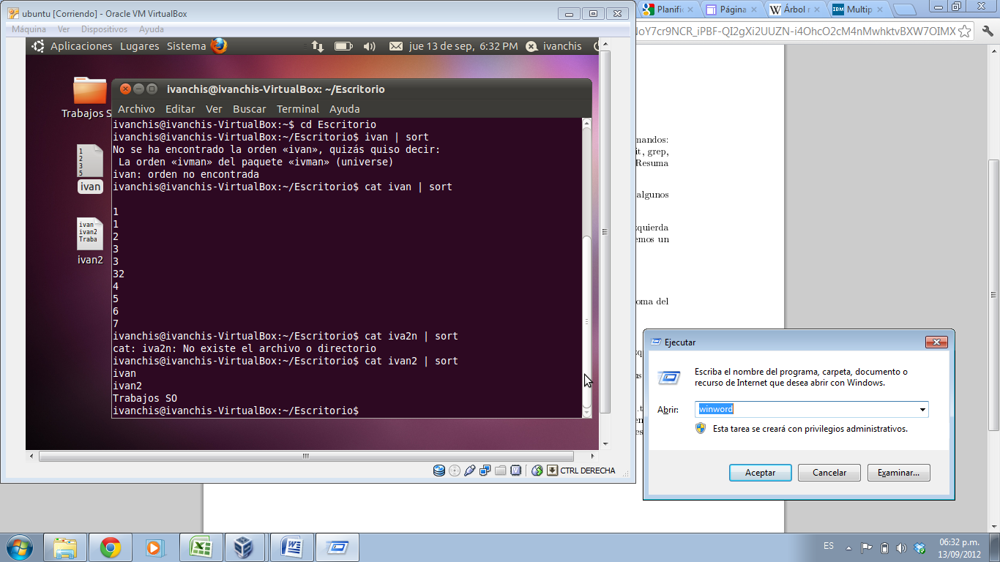 ubuntu [Corriendo] - Oracle VM VirtualBox
Máquina Ver Dispositivos Ayuda
Aplicaciones Lugares Sistema jue 13 de sep, 6:32 PM ivanchis
Trabajos S
1
2
3
5
ivan
ivan
ivan2
Traba
ivan2
ivanchis@ivanchis-VirtualBox: ~/Escritorio
Archivo Editar Ver Buscar Terminal Ayuda
ivanchis@ivanchis-VirtualBox:~$ cd Escritorio
ivanchis@ivanchis-VirtualBox:~/Escritorio$ ivan | sort
No se ha encontrado la orden «ivan», quizás quiso decir:
La orden «ivman» del paquete «ivman» (universe)
ivan: orden no encontrada
ivanchis@ivanchis-VirtualBox:~/Escritorio$ cat ivan | sort
1
1
2
3
3
32
4
5
6
7
ivanchis@ivanchis-VirtualBox:~/Escritorio$ cat iva2n | sort
cat: iva2n: No existe el archivo o directorio
ivanchis@ivanchis-VirtualBox:~/Escritorio$ cat ivan2 | sort
ivan
ivan2
Trabajos SO
ivanchis@ivanchis-VirtualBox:~/Escritorio$
CTRL DERECHA
Planifi Página Árbol Multip
mandos:
it, grep,
Resuma
algunos
quierda
emos un
oma del
Ejecutar
Escriba el nombre del programa, carpeta, documento o
recurso de Internet que desea abrir con Windows.
Abrir: winword
Esta tarea se creará con privilegios administrativos.
Aceptar Cancelar Examinar...
ES
06:32 p.m.
13/09/2012